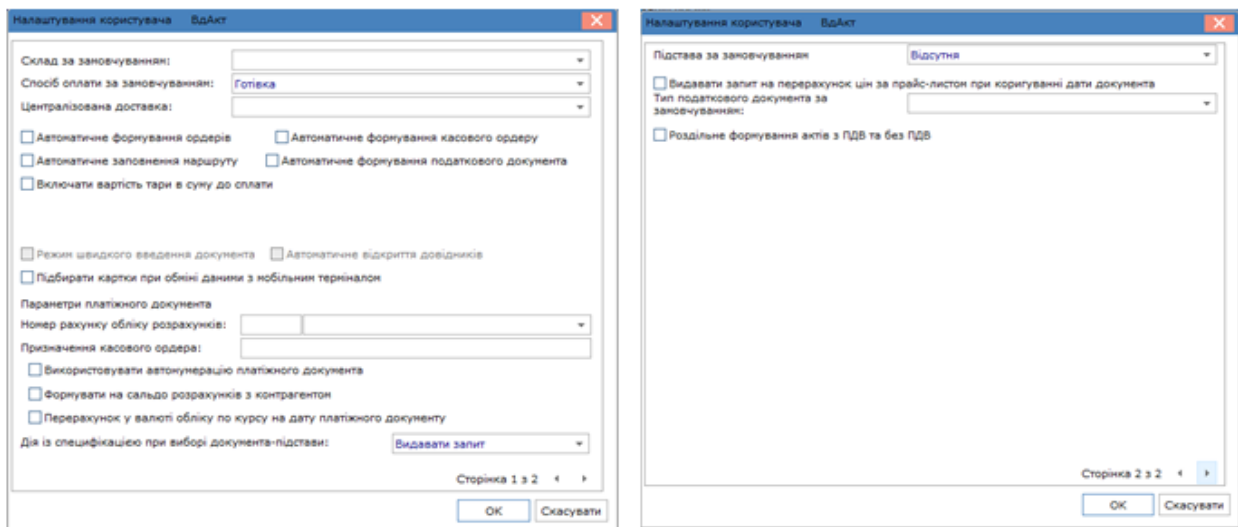 Налаштування користувача ВдАкт
Склад за замовчуванням:
Спосіб оплати за замовчуванням: Готівка
Централізована доставка:
Автоматичне формування ордерів Автоматичне формування касового ордеру
Автоматичне заповнення маршруту Автоматичне формування податкового документа
Включати вартість тари в суму до сплати
Режим швидкого введення документа Автоматичне відкриття довідників
Підбирати картки при обміні даними з мобільним терміналом
Параметри платіжного документа
Номер рахунку обліку розрахунків:
Призначення касового ордера:
Використовувати автонумерацію платіжного документа
Формувати на сальдо розрахунків з контрагентом
Перерахунок у валюті обліку по курсу на дату платіжного документу
Дія із специфікацією при виборі документа-підстави: Видавати запит
Сторінка 1 з 2
ОК Скасувати
Налаштування користувача ВдАкт
Підстава за замовчуванням Відсутня
Видавати запит на перерахунок цін за прайс-листом при коригуванні дати документа
Тип податкового документа за
замовчуванням:
Роздільне формування актів з ПДВ та без ПДВ
Сторінка 2 з 2
ОК Скасувати